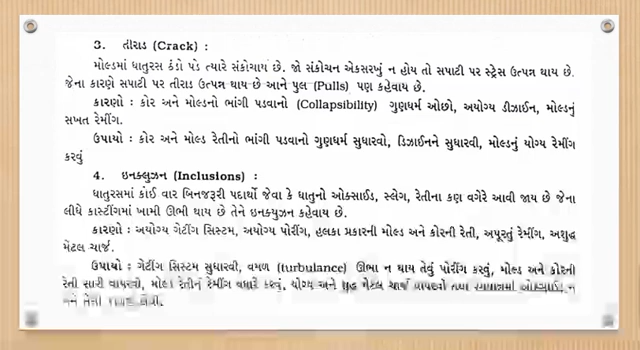 3. તીરાડ (Crack) :
મોલ્ડમાં ધાતુરસ ઠંડો પડે ત્યારે સંકોચાય છે. જો સંકોચન એકસરખું ન હોય તો સપાટી પર સ્ટ્રેસ ઉત્પન્ન થાય છે.
જેના કારણે સપાટી પર તીરાડ ઉત્પન્ન થાય છે આને પુલ (Pulls) પણ કહેવાય છે.
કારણો : કોર અને મોલ્ડનો ભાંગી પડવાનો (Collapsibility) ગુણધર્મ ઓછો, અયોગ્ય ડીઝાઈન, મોલ્ડનું
સખત રેમીંગ.
ઉપાયો : કોર અને મોલ્ડ રેતીનો ભાંગી પડવાનો ગુણધર્મ સુધારવો, ડિઝાઈનને સુધારવી, મોલ્ડનું યોગ્ય રેમીંગ
કરવું
4. ઇનક્લુઝન (Inclusions) :
ધાતુરસમાં કોઈ વાર બિનજરૂરી પદાર્થો જેવા કે ધાતુનો ઓક્સાઈડ, સ્લેગ, રેતીના કણ વગેરે આવી જાય છે જેના
લીધે કાસ્ટીંગમાં ખામી ઊભી થાય છે તેને ઇનક્યુઝન કહેવાય છે.
કારણો : અયોગ્ય ગેટીંગ સિસ્ટમ, અયોગ્ય પોરીંગ, હલકા પ્રકારની મોલ્ડ અને કોરની રેતી, અપૂરતું રેમીંગ, અશુદ્ધ
મેટલ ચાર્જ.
ઉપાયો : ગેટીંગ સિસ્ટમ સુધારવી, વમળ (turbulance) ઊભા ન થાય તેવું પોરીંગ કરવું, મોલ્ડ અને કોરની
રેતી સારી વાપરવો, મોલ્ડ રેતીનું રેમીંગ વધારે કરવું, યોગ્ય અને શુદ્ધ મેટલ ચાર્જ વાપરવો તથા ન